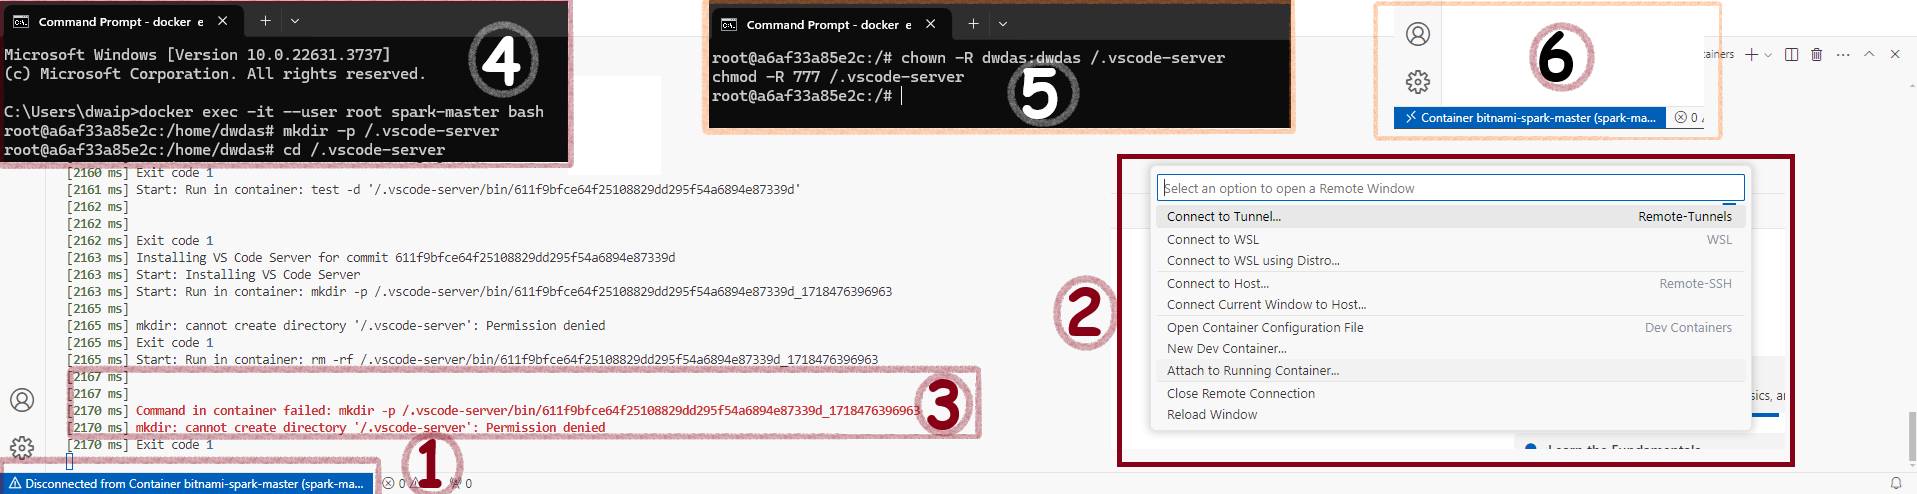 Command Prompt - docker e
Microsoft Windows [Version 10.0.22631.3737]
(c) Microsoft Corporation. All rights reserved.
C:\Users\dwaip>docker exec -it --user root spark-master bash
root@a6af33a85e2c:/home/dwdas# mkdir -p /.vscode-server
root@a6af33a85e2c:/home/dwdas# cd /.vscode-server
4
Command Prompt - docker e
root@a6af33a85e2c:/# chown -R dwdas:dwdas /.vscode-server
chmod -R 777 /.vscode-server
root@a6af33a85e2c:/#
5
6
Container bitnami-spark-master (spark-ma...
0
[2160 ms] Exit code 1
[2161 ms] Start: Run in container: test -d '/.vscode-server/bin/611f9bfce64f25108829dd295f54a6894e87339d'
[2162 ms]
[2162 ms]
[2162 ms] Exit code 1
[2163 ms] Installing VS Code Server for commit 611f9bfce64f25108829dd295f54a6894e87339d
[2163 ms] Start: Installing VS Code Server
[2163 ms] Start: Run in container: mkdir -p /.vscode-server/bin/611f9bfce64f25108829dd295f54a6894e87339d_1718476396963
[2165 ms]
[2165 ms] mkdir: cannot create directory '/.vscode-server': Permission denied
[2165 ms] Exit code 1
[2165 ms] Start: Run in container: rm -rf /.vscode-server/bin/611f9bfce64f25108829dd295f54a6894e87339d_1718476396963
[2167 ms]
[2167 ms]
[2170 ms] Command in container failed: mkdir -p /.vscode-server/bin/611f9bfce64f25108829dd295f54a6894e87339d_1718476396963
[2170 ms] mkdir: cannot create directory '/.vscode-server': Permission denied
[2170 ms] Exit code 1
3
1
Disconnected from Container bitnami-spark-master (spark-ma...
0
0
2
Select an option to open a Remote Window
Connect to Tunnel... Remote-Tunnels
Connect to WSL WSL
Connect to WSL using Distro...
Connect to Host... Remote-SSH
Connect Current Window to Host...
Open Container Configuration File Dev Containers
New Dev Container...
Attach to Running Container...
Close Remote Connection
Reload Window
Learn the Fundamentals